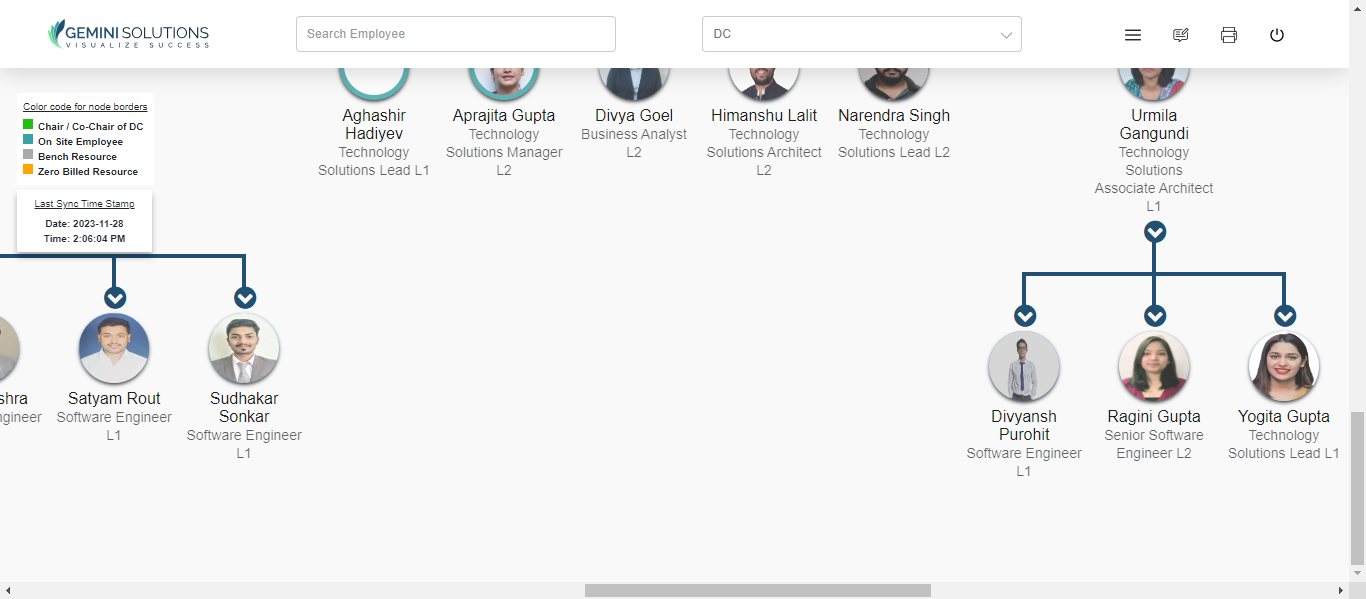 GEMINI SOLUTIONS
VISUALIZE SUCCESS
Search Employee
DC
Color code for node borders
Chair / Co-Chair of DC
On Site Employee
Bench Resource
Zero Billed Resource
Last Sync Time Stamp
Date: 2023-11-28
Time: 2:06:04 PM
Aghashir
Hadiyev
Technology
Solutions Lead L1
Aprajita Gupta
Technology
Solutions Manager
L2
Divya Goel
Business Analyst
L2
Himanshu Lalit
Technology
Solutions Architect
L2
Narendra Singh
Technology
Solutions Lead L2
Urmila
Gangundi
Technology
Solutions
Associate Architect
L1
shra
ngineer
Satyam Rout
Software Engineer
L1
Sudhakar
Sonkar
Software Engineer
L1
Divyansh
Purohit
Software Engineer
L1
Ragini Gupta
Senior Software
Engineer L2
Yogita Gupta
Technology
Solutions Lead L1